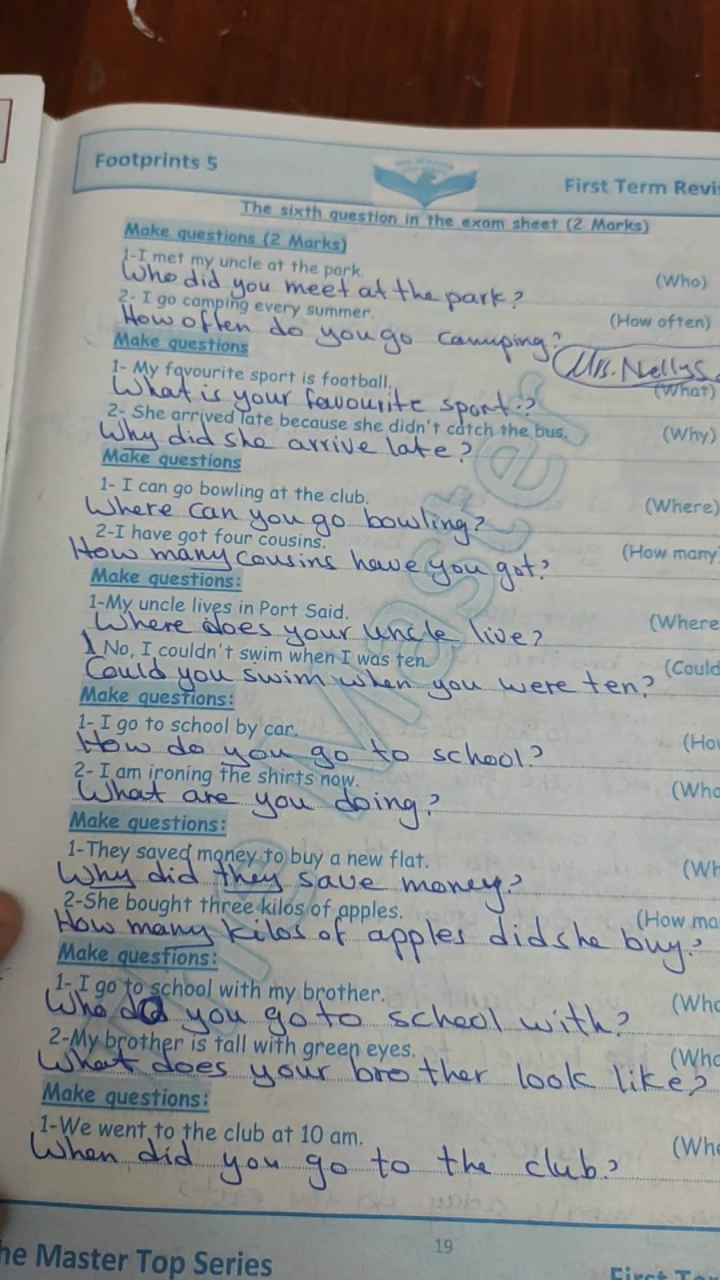 Footprints 5
First Term Revis
The sixth question in the exam sheet (2 Marks)
Make questions (2 Marks)
1-I met my uncle at the park. (Who)
Who did you meet at the park?
2- I go camping every summer. (How often)
How often do you go camping?
Mrs. Nellys
Make questions
1- My favourite sport is football. (What)
What is your favourite sport?
2- She arrived late because she didn't catch the bus. (Why)
Why did she arrive late?
Make questions
1- I can go bowling at the club. (Where)
Where can you go bowling?
2-I have got four cousins. (How many
How many cousins have you got?
Make questions:
1-My uncle lives in Port Said. (Where
Where does your uncle live?
No, I couldn't swim when I was ten. (Could
Could you swim when you were ten?
Make questions:
1- I go to school by car. (Ho
How do you go to school?
2- I am ironing the shirts now. (Wha
What are you doing?
Make questions:
1-They saved money to buy a new flat. (Wh
Why did they save money?
2-She bought three kilos of apples. (How ma
How many kilos of apples did she buy?
Make questions:
1- I go to school with my brother. (Who
Who do you go to school with?
2-My brother is tall with green eyes. (Wha
What does your brother look like?
Make questions:
1-We went to the club at 10 am. (Whe
When did you go to the club?
The Master
19
he Master Top Series
First Te